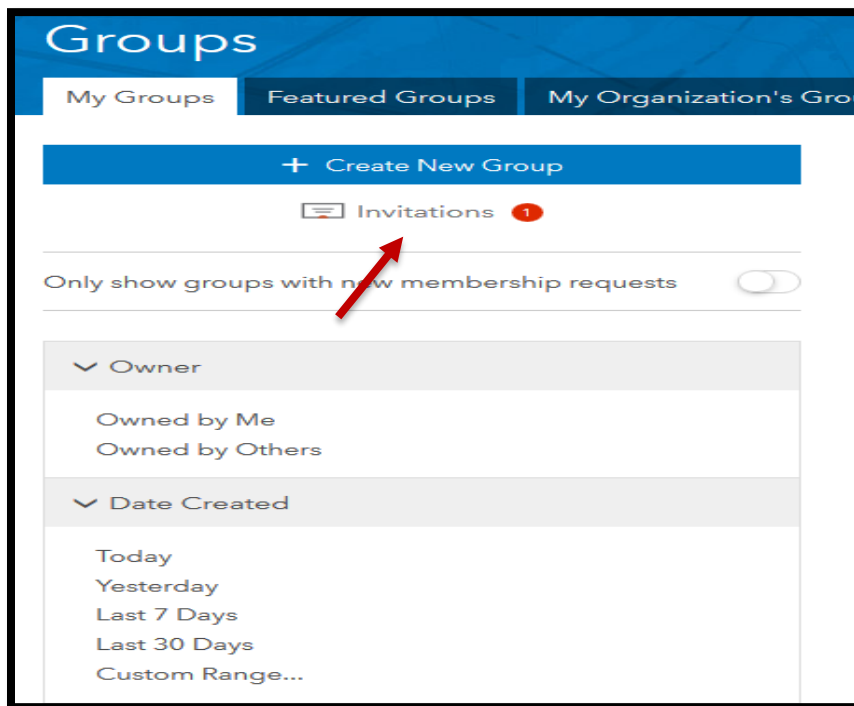 Groups
My Groups Featured Groups My Organization's Gro
+ Create New Group
Invitations 1
Only show groups with new membership requests
Owner
Owned by Me
Owned by Others
Date Created
Today
Yesterday
Last 7 Days
Last 30 Days
Custom Range...